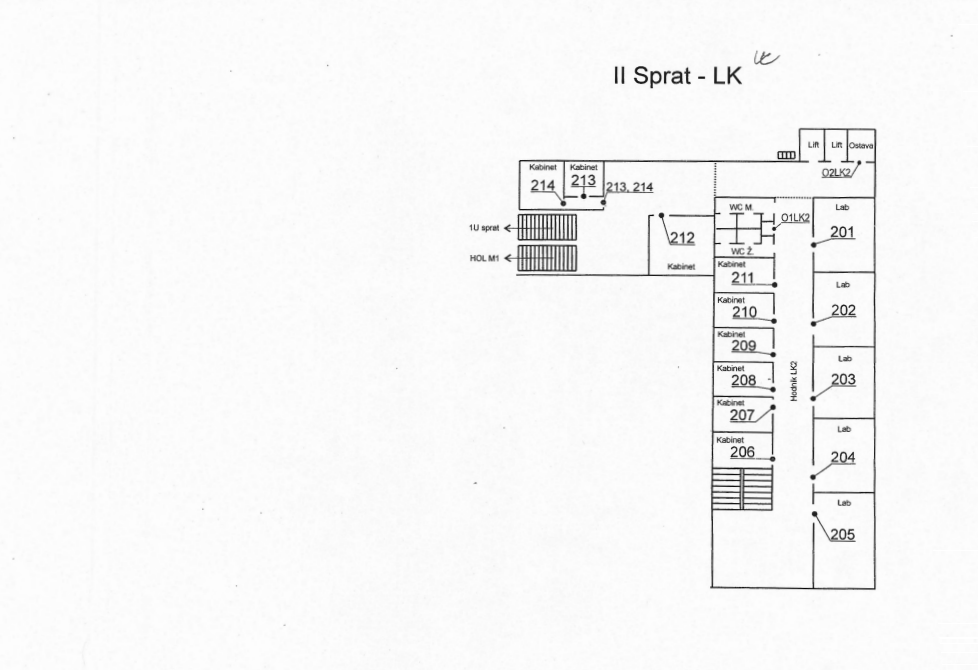 II Sprat - LK
Lift
Lift
Ostava
O2LK2
Kabinet
214
Kabinet
213
213, 214
1U sprat
HOL M1
212
Kabinet
WC M.
WC Ž.
O1LK2
Lab
201
Kabinet
211
Lab
202
Kabinet
210
Kabinet
209
Lab
203
Kabinet
208
Hodnik LK2
Kabinet
207
Lab
204
Kabinet
206
Lab
205